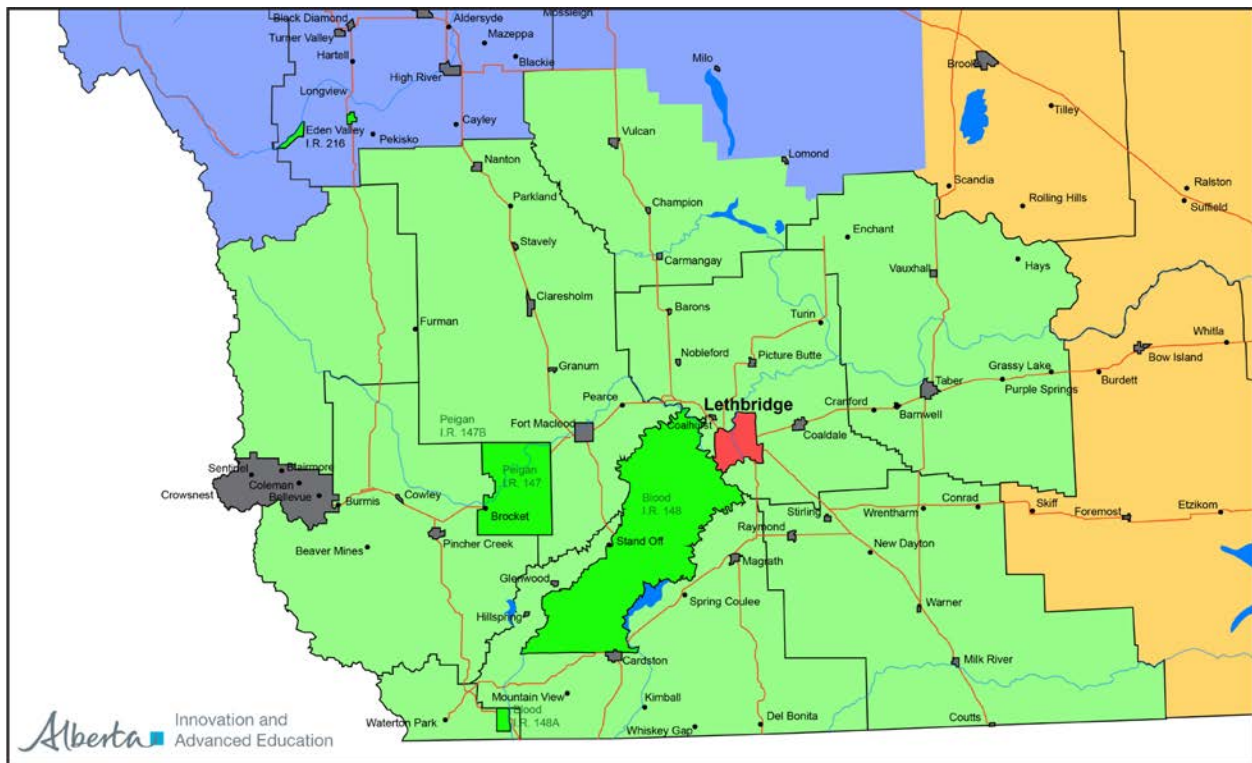 Black Diamond
Aldersyde
Mossleigh
Turner Valley
Mazeppa
Hartell
Blackie
High River
Milo
Brooks
Longview
Tilley
Eden Valley
I.R. 216
Pekisko
Cayley
Vulcan
Nanton
Lomond
Scandia
Ralston
Suffield
Parkland
Champion
Rolling Hills
Stavely
Enchant
Carmangay
Vauxhall
Hays
Claresholm
Barons
Turin
Furman
Whitla
Nobleford
Picture Butte
Bow Island
Granum
Grassy Lake
Taber
Purple Springs
Burdett
Pearce
Lethbridge
Cranford
Barnwell
Peigan
I.R. 147B
Fort Macleod
Coalhurst
Coaldale
Sentinel
Blairmore
Peigan
I.R. 147
Coleman
Crowsnest
Bellevue
Burmis
Cowley
Brocket
Blood
I.R. 148
Conrad
Stirling
Wrentharm
Skiff
Foremost
Etzikom
Raymond
Beaver Mines
Pincher Creek
Stand Off
New Dayton
Magrath
Glenwood
Spring Coulee
Hillspring
Warner
Cardston
Milk River
Mountain View
Kimball
Blood
I.R. 148A
Waterton Park
Whiskey Gap
Del Bonita
Coutts
Alberta
Innovation and
Advanced Education